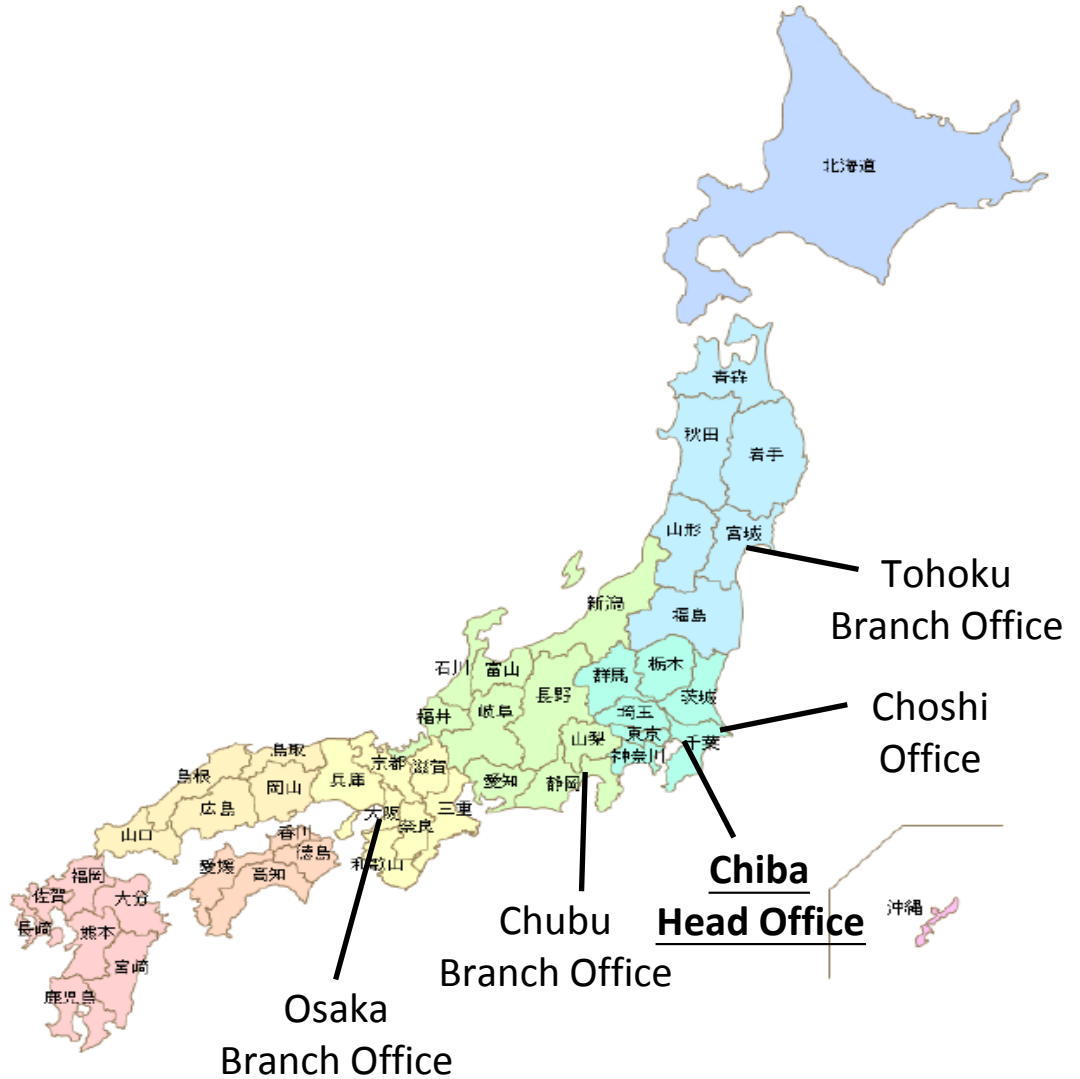 北海道
青森
秋田
岩手
山形
宮城
Tohoku
Branch Office
新潟
福島
石川
富山
群馬
栃木
長野
茨城
福井
岐阜
埼玉
Choshi
Office
東京
山梨
千葉
神奈川
鳥取
京都
滋賀
島根
兵庫
岡山
愛知
静岡
広島
大阪
三重
奈良
山口
香川
徳島
和歌山
愛媛
高知
福岡
佐賀
大分
長崎
熊本
宮崎
鹿児島
沖縄
Chiba
Head Office
Chubu
Branch Office
Osaka
Branch Office